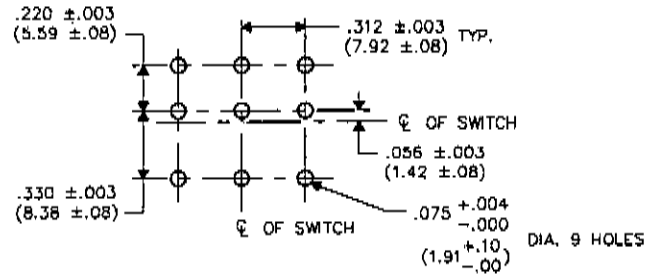 .220 ±.003
(5.59 ±.08)
.312 ±.003 TYP.
(7.92 ±.08)
℄ OF SWITCH
.056 ±.003
(1.42 ±.08)
.330 ±.003
(8.38 ±.08)
℄ OF SWITCH
.075 +.004
-.000
DIA. 9 HOLES
(1.91 +.10
-.00)